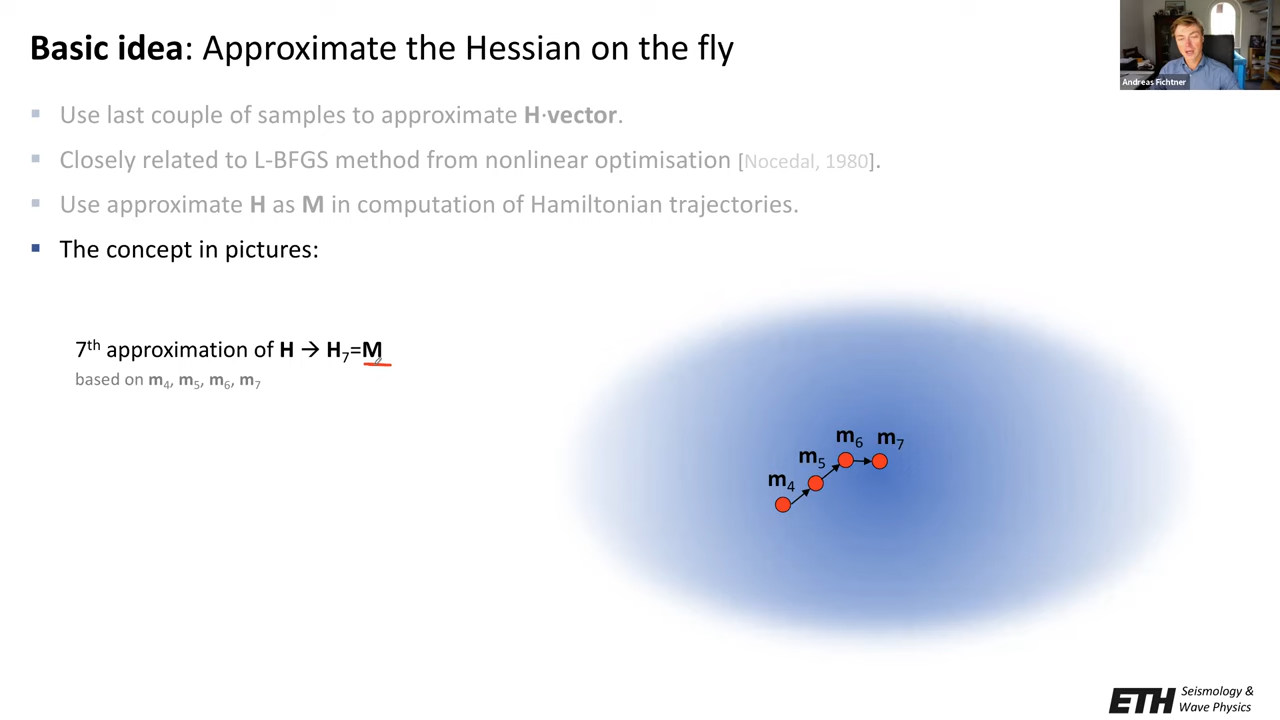 Basic idea: Approximate the Hessian on the fly
Andreas Fichtner
▪ Use last couple of samples to approximate H·vector.
▪ Closely related to L-BFGS method from nonlinear optimisation [Nocedal, 1980].
▪ Use approximate H as M in computation of Hamiltonian trajectories.
▪ The concept in pictures:
7th approximation of H → H₇=M
based on m₄, m₅, m₆, m₇
m₆ m₇
m₅
m₄
ETH Seismology &
Wave Physics